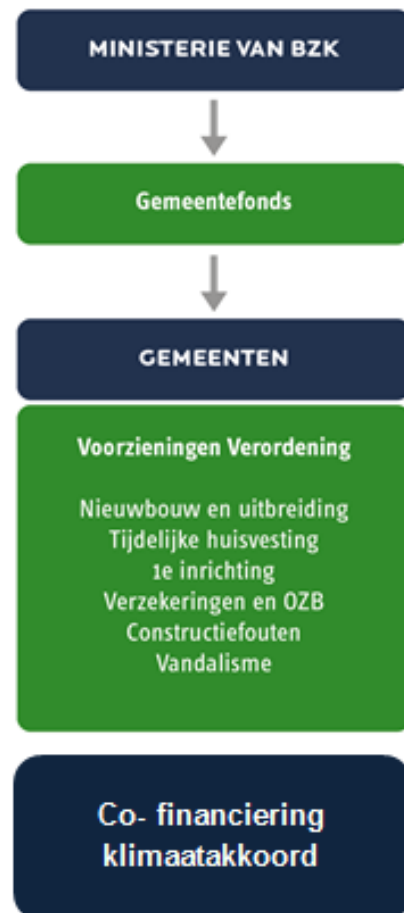 MINISTERIE VAN BZK
Gemeentefonds
GEMEENTEN
Voorzieningen Verordening
Nieuwbouw en uitbreiding
Tijdelijke huisvesting
1e inrichting
Verzekeringen en OZB
Constructiefouten
Vandalisme
Co- financiering
klimaatakkoord